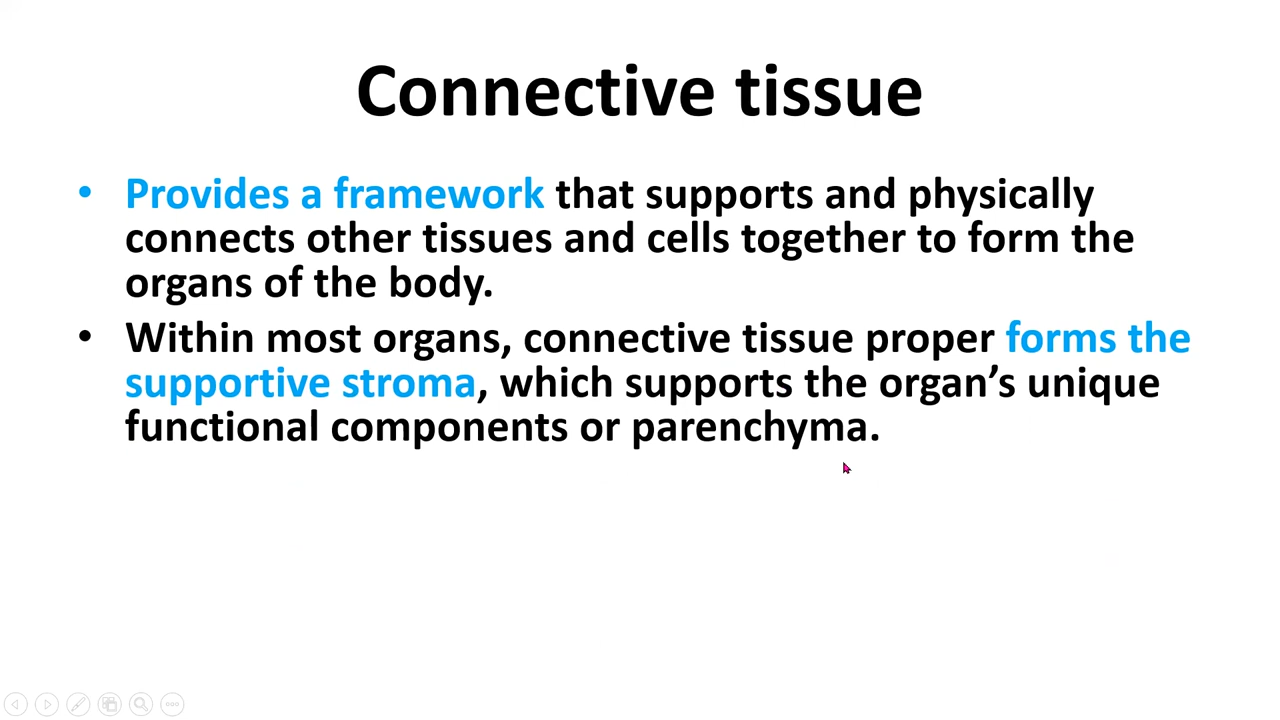 Connective tissue
• Provides a framework that supports and physically
connects other tissues and cells together to form the
organs of the body.
• Within most organs, connective tissue proper forms the
supportive stroma, which supports the organ’s unique
functional components or parenchyma.